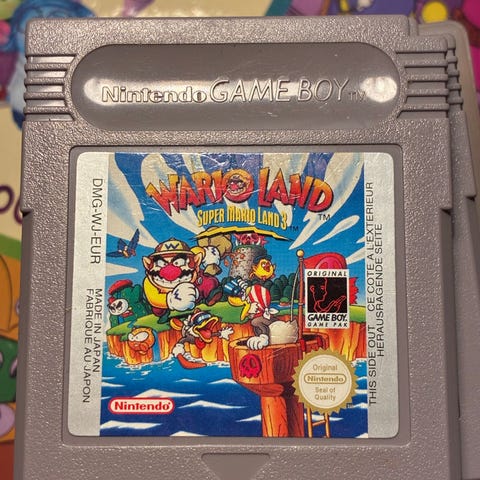 Nintendo GAME BOY TM
WARIO LAND TM
SUPER MARIO LAND 3 TM
DMG-WJ-EUR
MADE IN JAPAN
FABRIQUÉ AU JAPON
ORIGINAL
GAME BOY
GAME PAK
Original
Nintendo
Seal of
Quality
Nintendo
THIS SIDE OUT CE COTE A L'EXTERIEUR
HERAUSRAGENDE SEITE